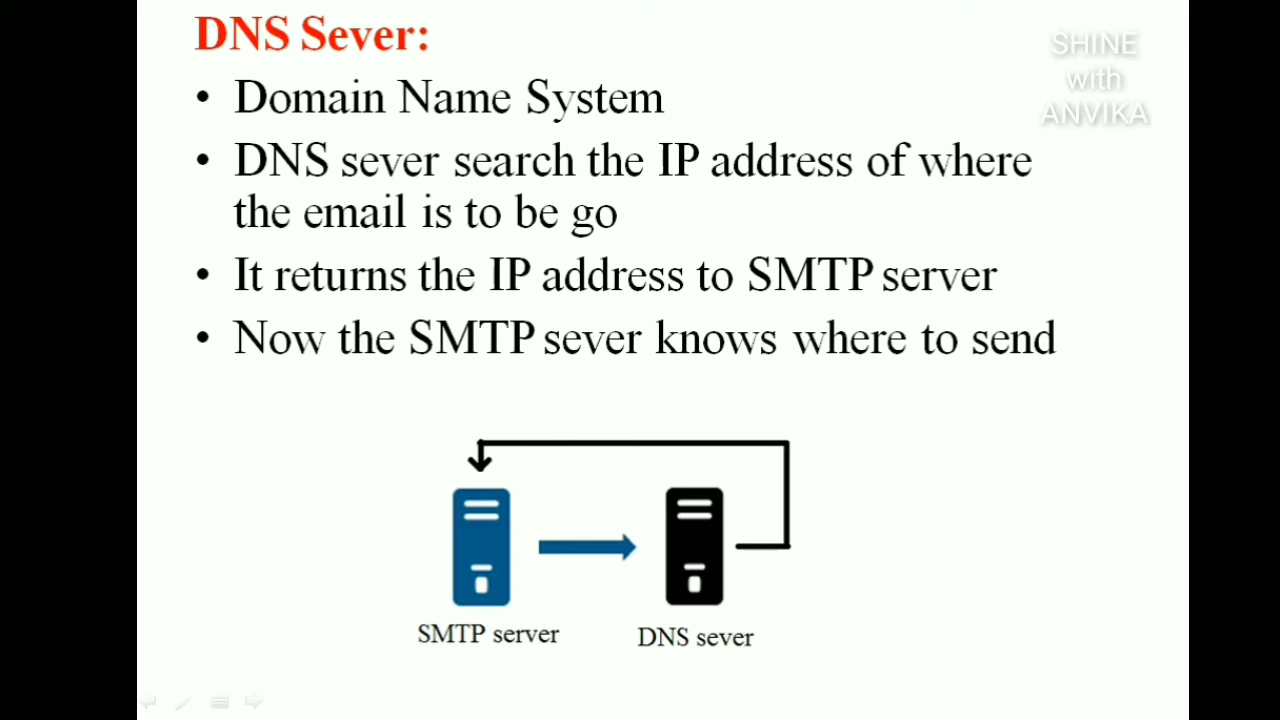 DNS Sever:
SHINE
with
ANVIKA
• Domain Name System
• DNS sever search the IP address of where
the email is to be go
• It returns the IP address to SMTP server
• Now the SMTP sever knows where to send
SMTP server
DNS sever